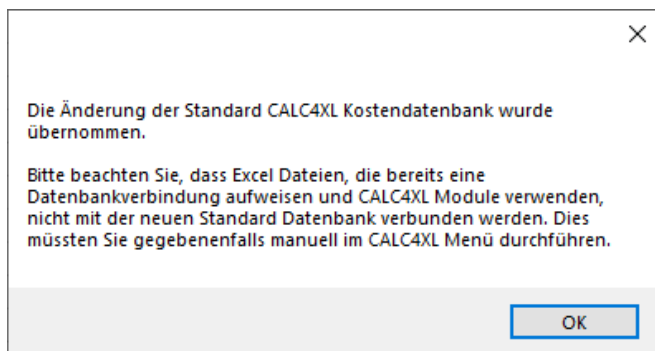 Die Änderung der Standard CALC4XL Kostendatenbank wurde
übernommen.
Bitte beachten Sie, dass Excel Dateien, die bereits eine
Datenbankverbindung aufweisen und CALC4XL Module verwenden,
nicht mit der neuen Standard Datenbank verbunden werden. Dies
müssten Sie gegebenenfalls manuell im CALC4XL Menü durchführen.
OK